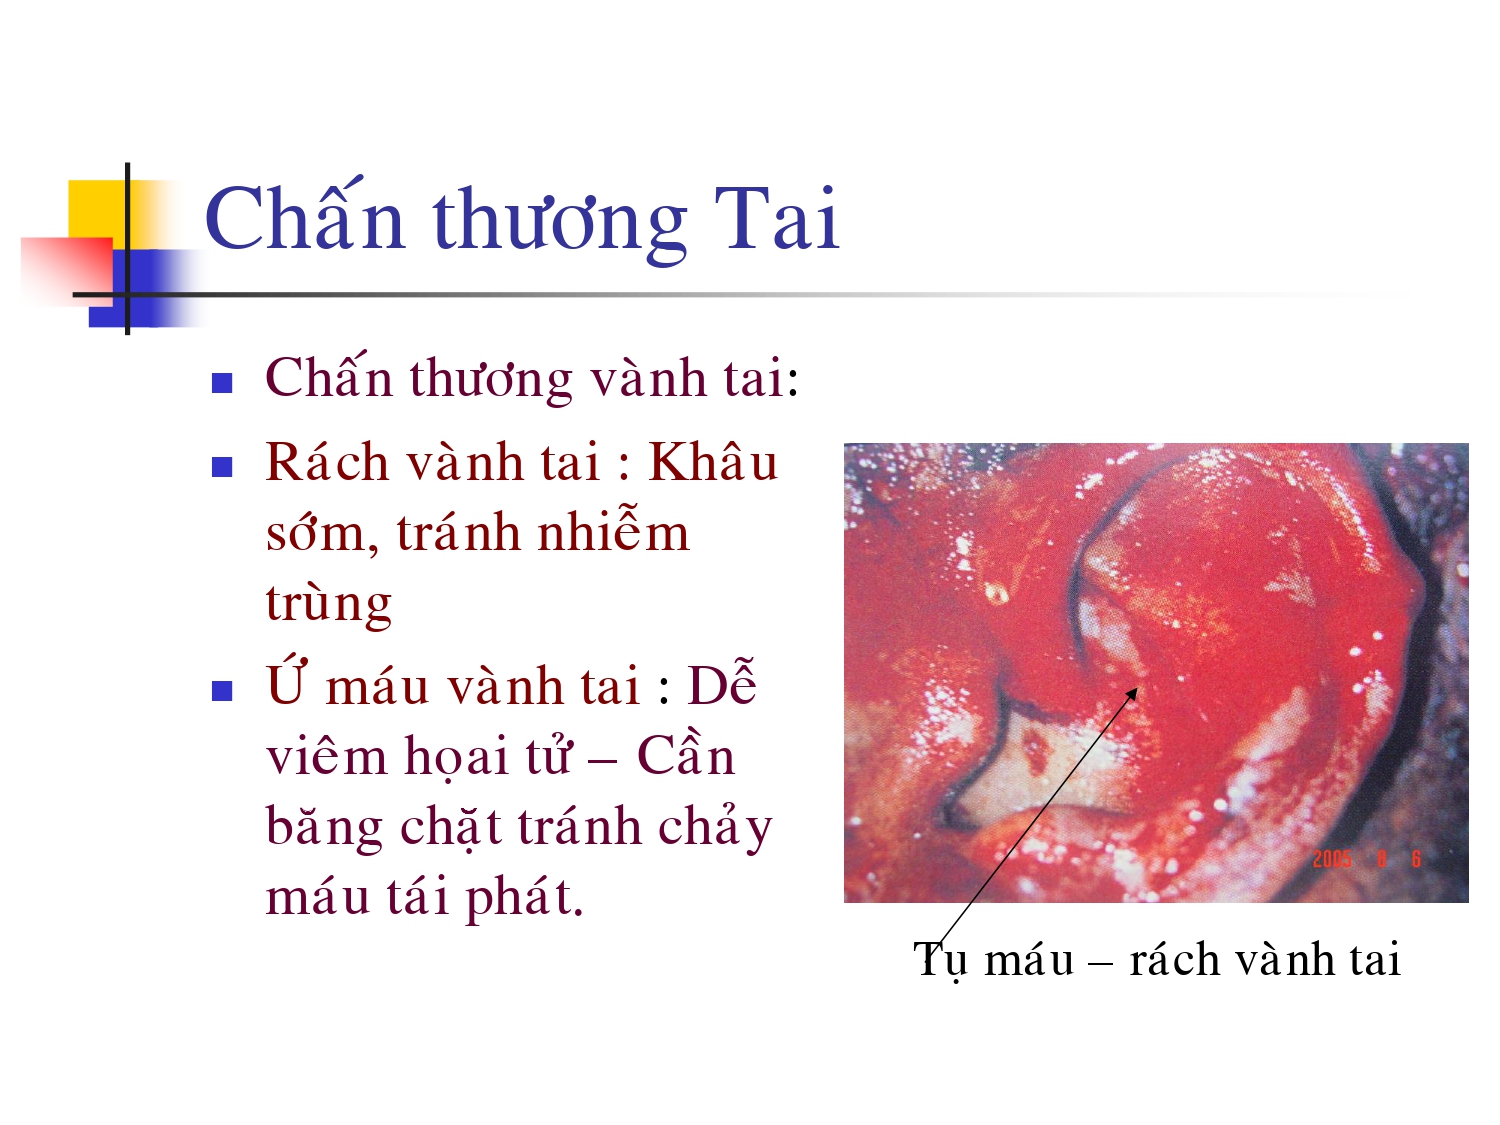 Chấn thương Tai
Chấn thương vành tai:
Rách vành tai : Khâu
sớm, tránh nhiễm
trùng
Ứ máu vành tai : Dễ
viêm họai tử – Cần
băng chặt tránh chảy
máu tái phát.
2005 8 6
Tụ máu – rách vành tai